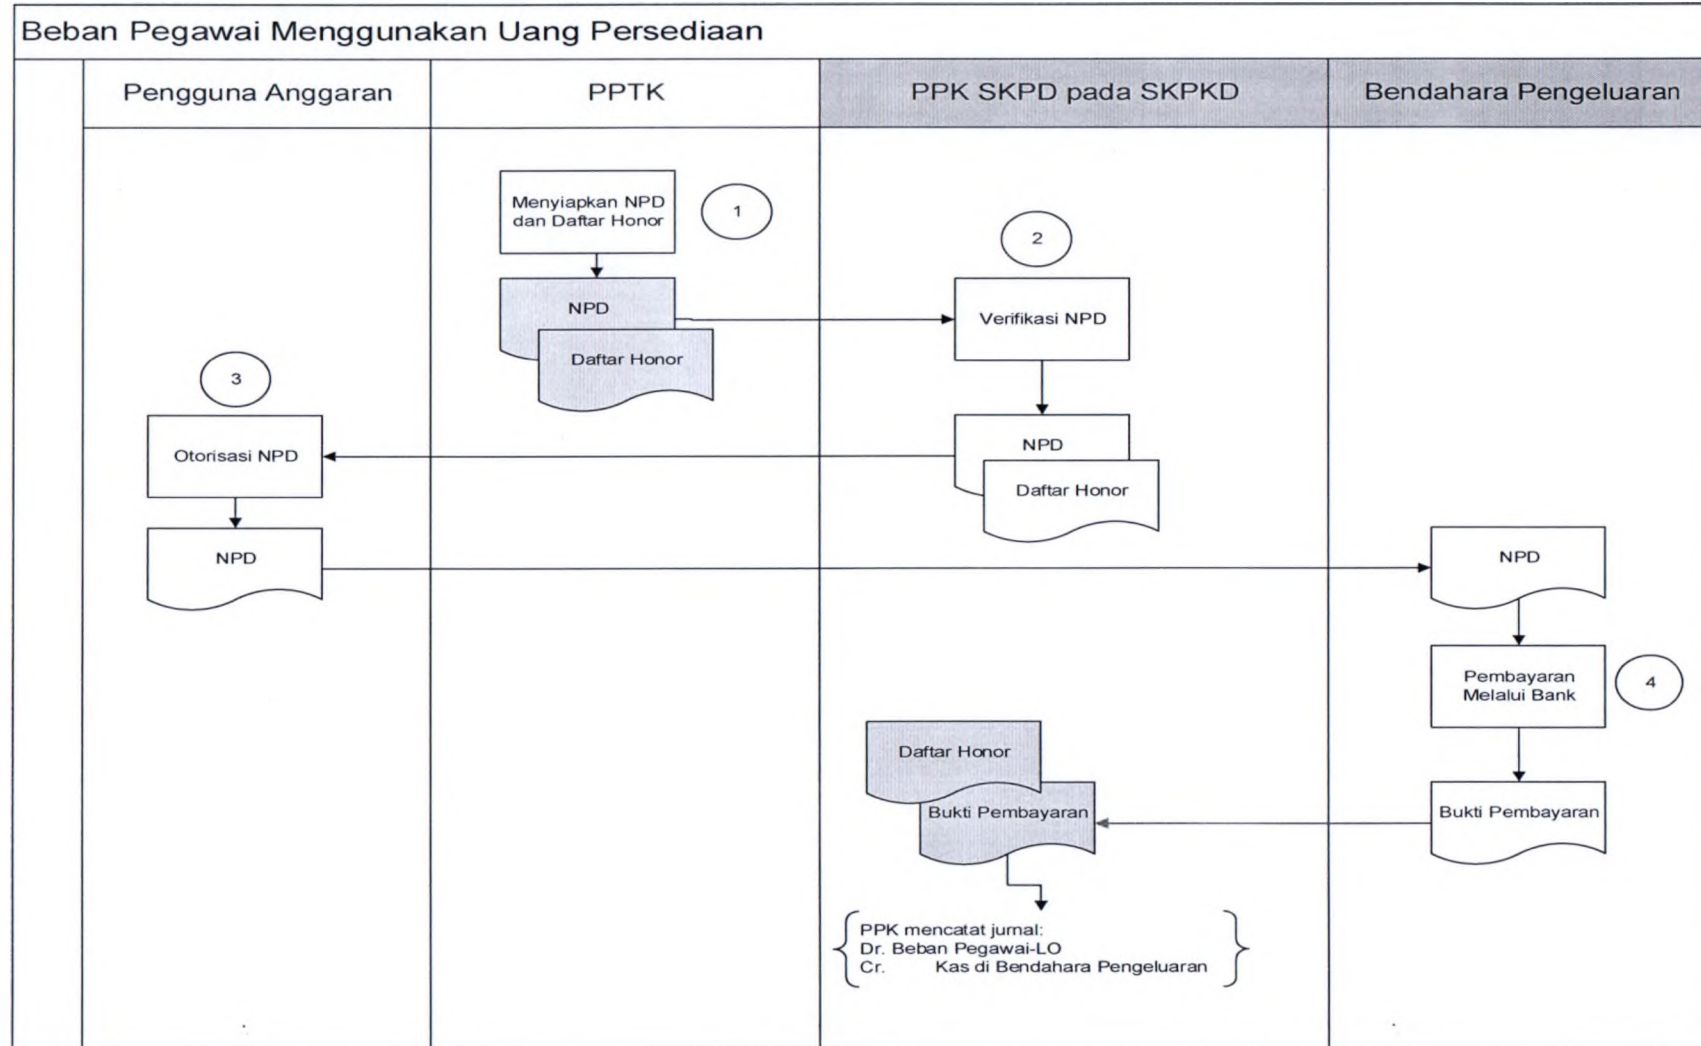 Beban Pegawai Menggunakan Uang Persediaan
Pengguna Anggaran
PPTK
PPK SKPD pada SKPKD
Bendahara Pengeluaran
Menyiapkan NPD
dan Daftar Honor
1
2
NPD
Verifikasi NPD
Daftar Honor
3
Otorisasi NPD
NPD
Daftar Honor
NPD
NPD
Pembayaran
Melalui Bank
4
Daftar Honor
Bukti Pembayaran
Bukti Pembayaran
PPK mencatat jurnal:
Dr. Beban Pegawai-LO
Cr. Kas di Bendahara Pengeluaran